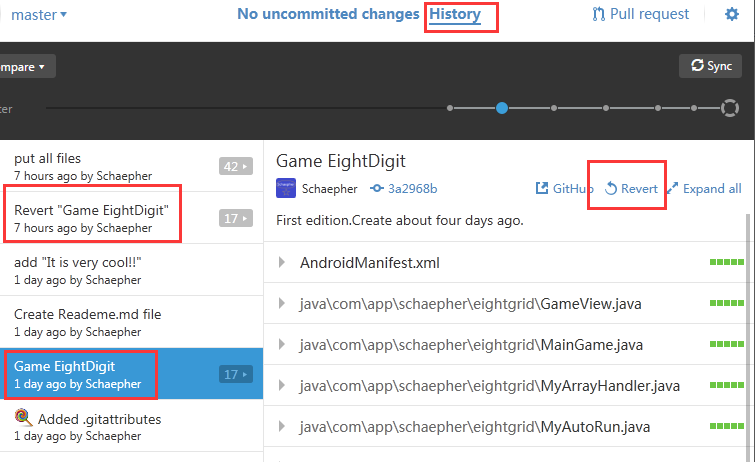 master
No uncommitted changes
History
Pull request
mpare
Sync
ter
put all files
7 hours ago by Schaepher
42
Revert "Game EightDigit"
7 hours ago by Schaepher
17
add "It is very cool!!"
1 day ago by Schaepher
Create Reademe.md file
1 day ago by Schaepher
Game EightDigit
1 day ago by Schaepher
17
Added .gitattributes
1 day ago by Schaepher
Game EightDigit
Schaepher
Schaepher
3a2968b
GitHub
Revert
Expand all
First edition.Create about four days ago.
AndroidManifest.xml
java\com\app\schaepher\eightgrid\GameView.java
java\com\app\schaepher\eightgrid\MainGame.java
java\com\app\schaepher\eightgrid\MyArrayHandler.java
java\com\app\schaepher\eightgrid\MyAutoRun.java